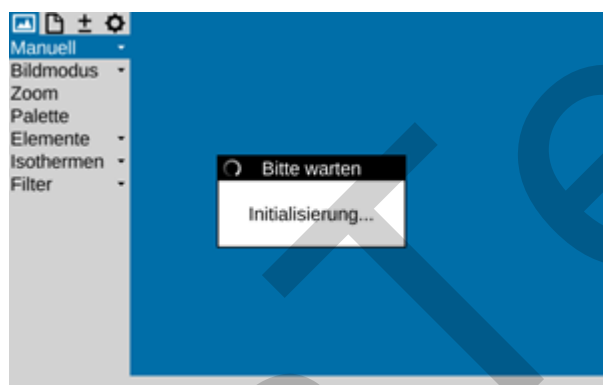 Manuell
Bildmodus
Zoom
Palette
Elemente
Isothermen
Filter
Bitte warten
Initialisierung...